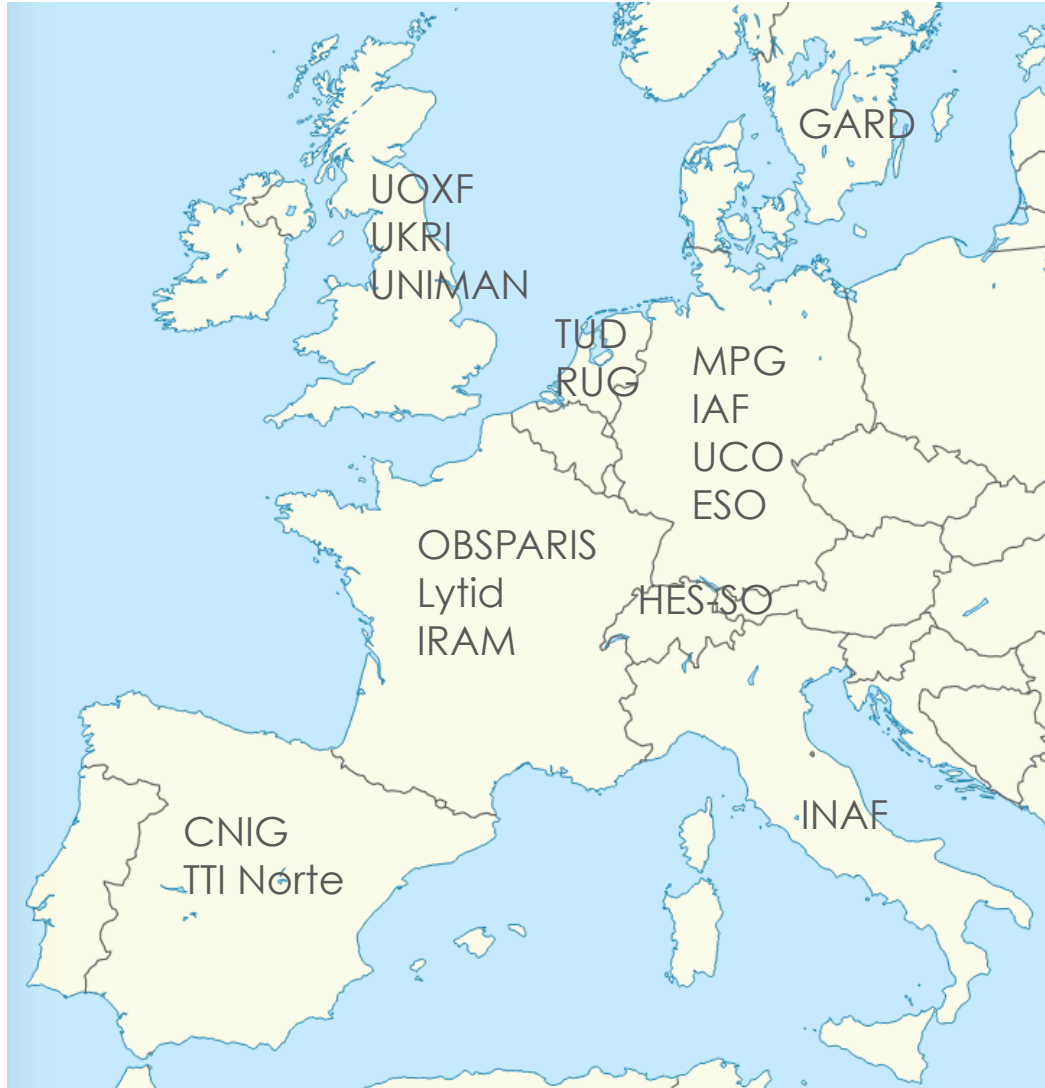 GARD
UOXF
UKRI
UNIMAN
TUD
RUG
MPG
IAF
UCO
ESO
OBSPARIS
Lytid
IRAM
HES-SO
INAF
CNIG
TTI Norte